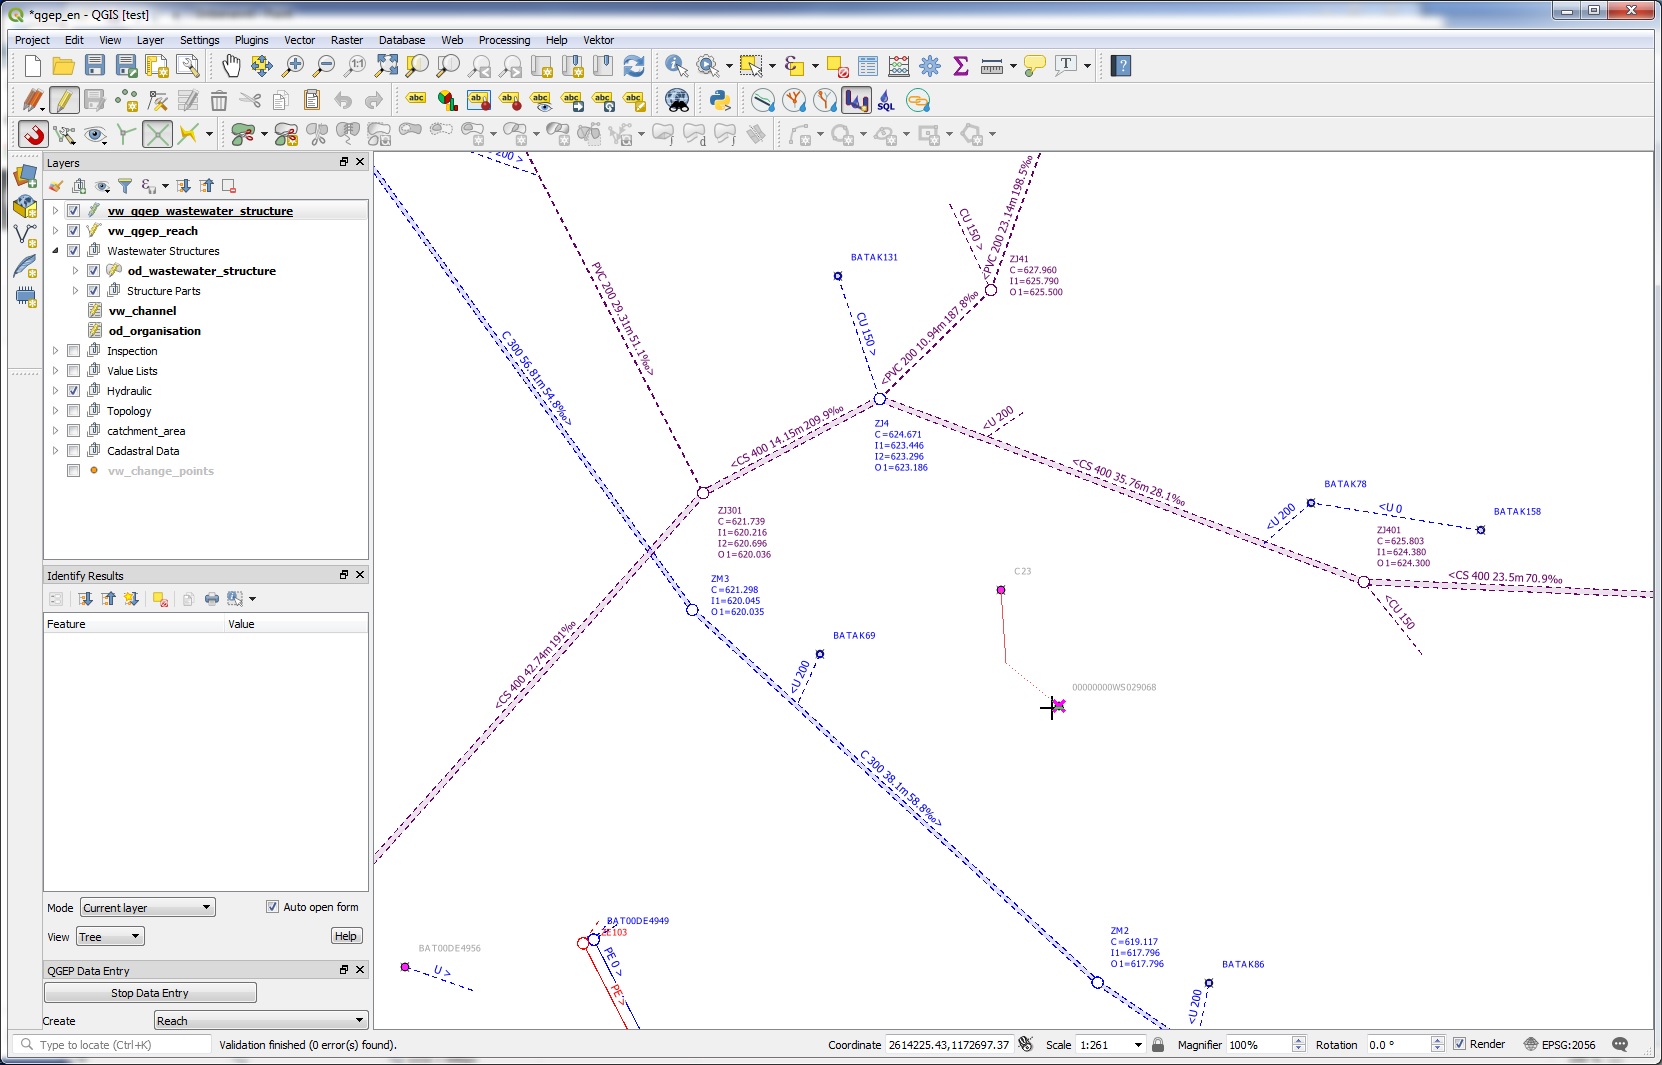 *qgep_en - QGIS [test]
Project Edit View Layer Settings Plugins Vector Raster Database Web Processing Help Vektor
Layers
vw_qgep_wastewater_structure
vw_qgep_reach
Wastewater Structures
od_wastewater_structure
Structure Parts
vw_channel
od_organisation
Inspection
Value Lists
Hydraulic
Topology
catchment_area
Cadastral Data
vw_change_points
Identify Results
Feature Value
Mode Current layer Auto open form
View Tree Help
QGEP Data Entry
Stop Data Entry
Create Reach
200 >
PVC 200 29.31m 51.1‰>
C 300 56.81m 54.8‰>
BATAK131
CU 150 >
CU 150 >
<PVC 200 23.14m 198.5‰
ZJ41
C=627.960
I1=625.790
O1=625.500
<PVC 200 10.94m 187.8‰
<CS 400 14.15m 209.9‰
ZJ4
C=624.671
I1=623.446
I2=623.296
O1=623.186
<U 200
<CS 400 35.76m 28.1‰
BATAK78
<U 200
<U 0
BATAK158
ZJ401
C=625.803
I1=624.380
O1=624.300
<CS 400 23.5m 70.9‰
<CU 150
ZJ301
C=621.739
I1=620.216
I2=620.696
O1=620.036
ZM3
C=621.298
I1=620.045
O1=620.035
C23
<CS 400 42.74m 191‰
BATAK69
<U 200
00000000WS029068
C 300 38.1m 58.8‰>
BAT00DE4949
ZE103
PE 0 >
PE >
BAT00DE4956
U >
ZM2
C=619.117
I1=617.796
O1=617.796
BATAK86
<U 200
Type to locate (Ctrl+K) Validation finished (0 error(s) found). Coordinate 2614225.43,1172697.37 Scale 1:261 Magnifier 100% Rotation 0.0 ° Render EPSG:2056